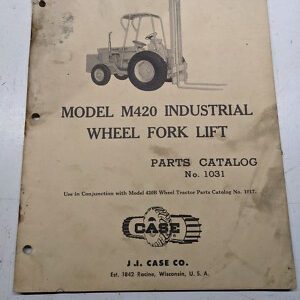 MODEL M420 INDUSTRIAL
WHEEL FORK LIFT
PARTS CATALOG
No. 1031
Use in Conjunction with Model 420B Wheel Tractor Parts Catalog No.
CASE
J. I. CASE CO.
Est. 1842 Racine, Wisconsin, U. S. A.